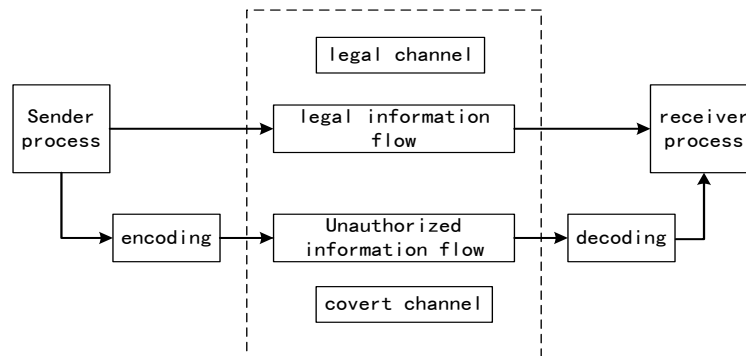 legal channel
Sender
process
legal information
flow
receiver
process
encoding
Unauthorized
information flow
decoding
covert channel